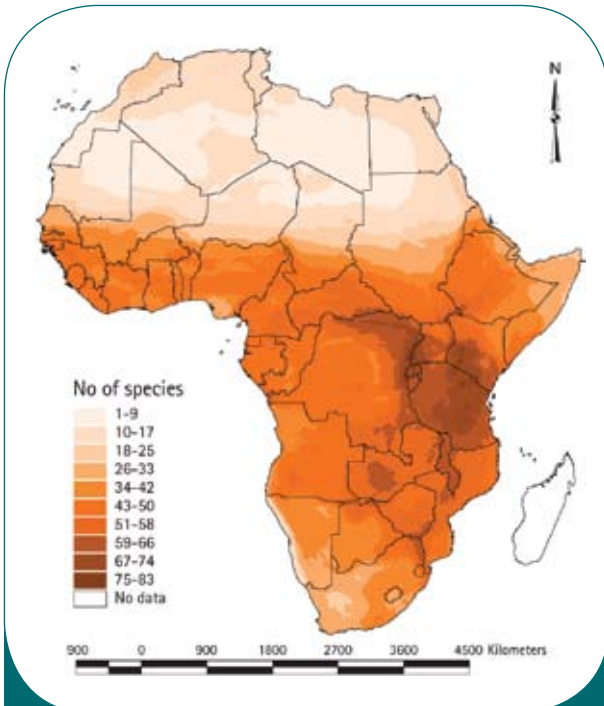 N
No of species
1-9
10-17
18-25
26-33
34-42
43-50
51-58
59-66
67-74
75-83
No data
900 0 900 1800 2700 3600 4500 Kilometers